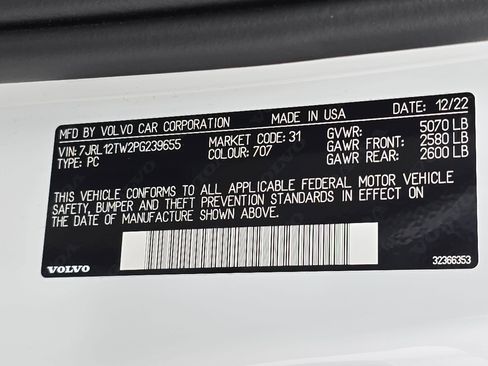 MFD BY VOLVO CAR CORPORATION MADE IN USA DATE: 12/22
VIN: 7JRL12TW2PG239655 MARKET CODE: 31 GVWR: 5070 LB
TYPE: PC COLOUR: 707 GAWR FRONT: 2580 LB
GAWR REAR: 2600 LB
THIS VEHICLE CONFORMS TO ALL APPLICABLE FEDERAL MOTOR VEHICLE
SAFETY, BUMPER AND THEFT PREVENTION STANDARDS IN EFFECT ON
THE DATE OF MANUFACTURE SHOWN ABOVE.
VOLVO 32366353